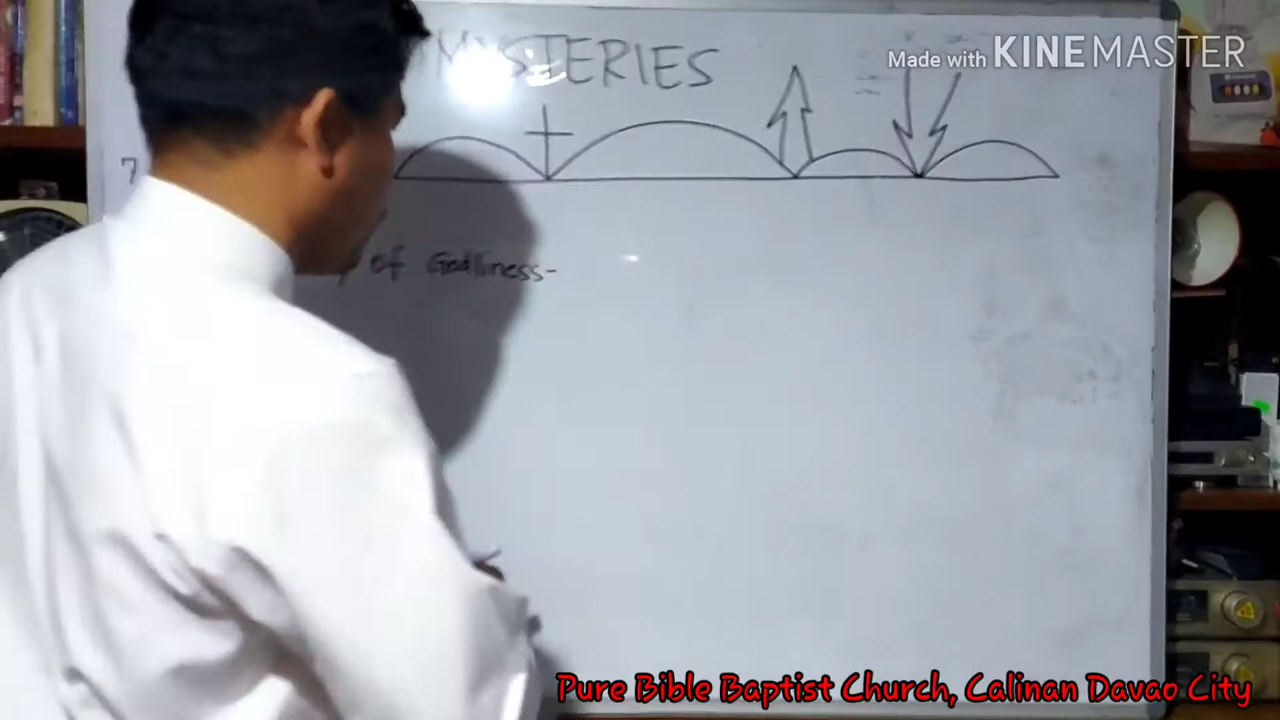 MYSTERIES
Made with KINEMASTER
7
of Godliness-
Pure Bible Baptist Church, Calinan Davao City